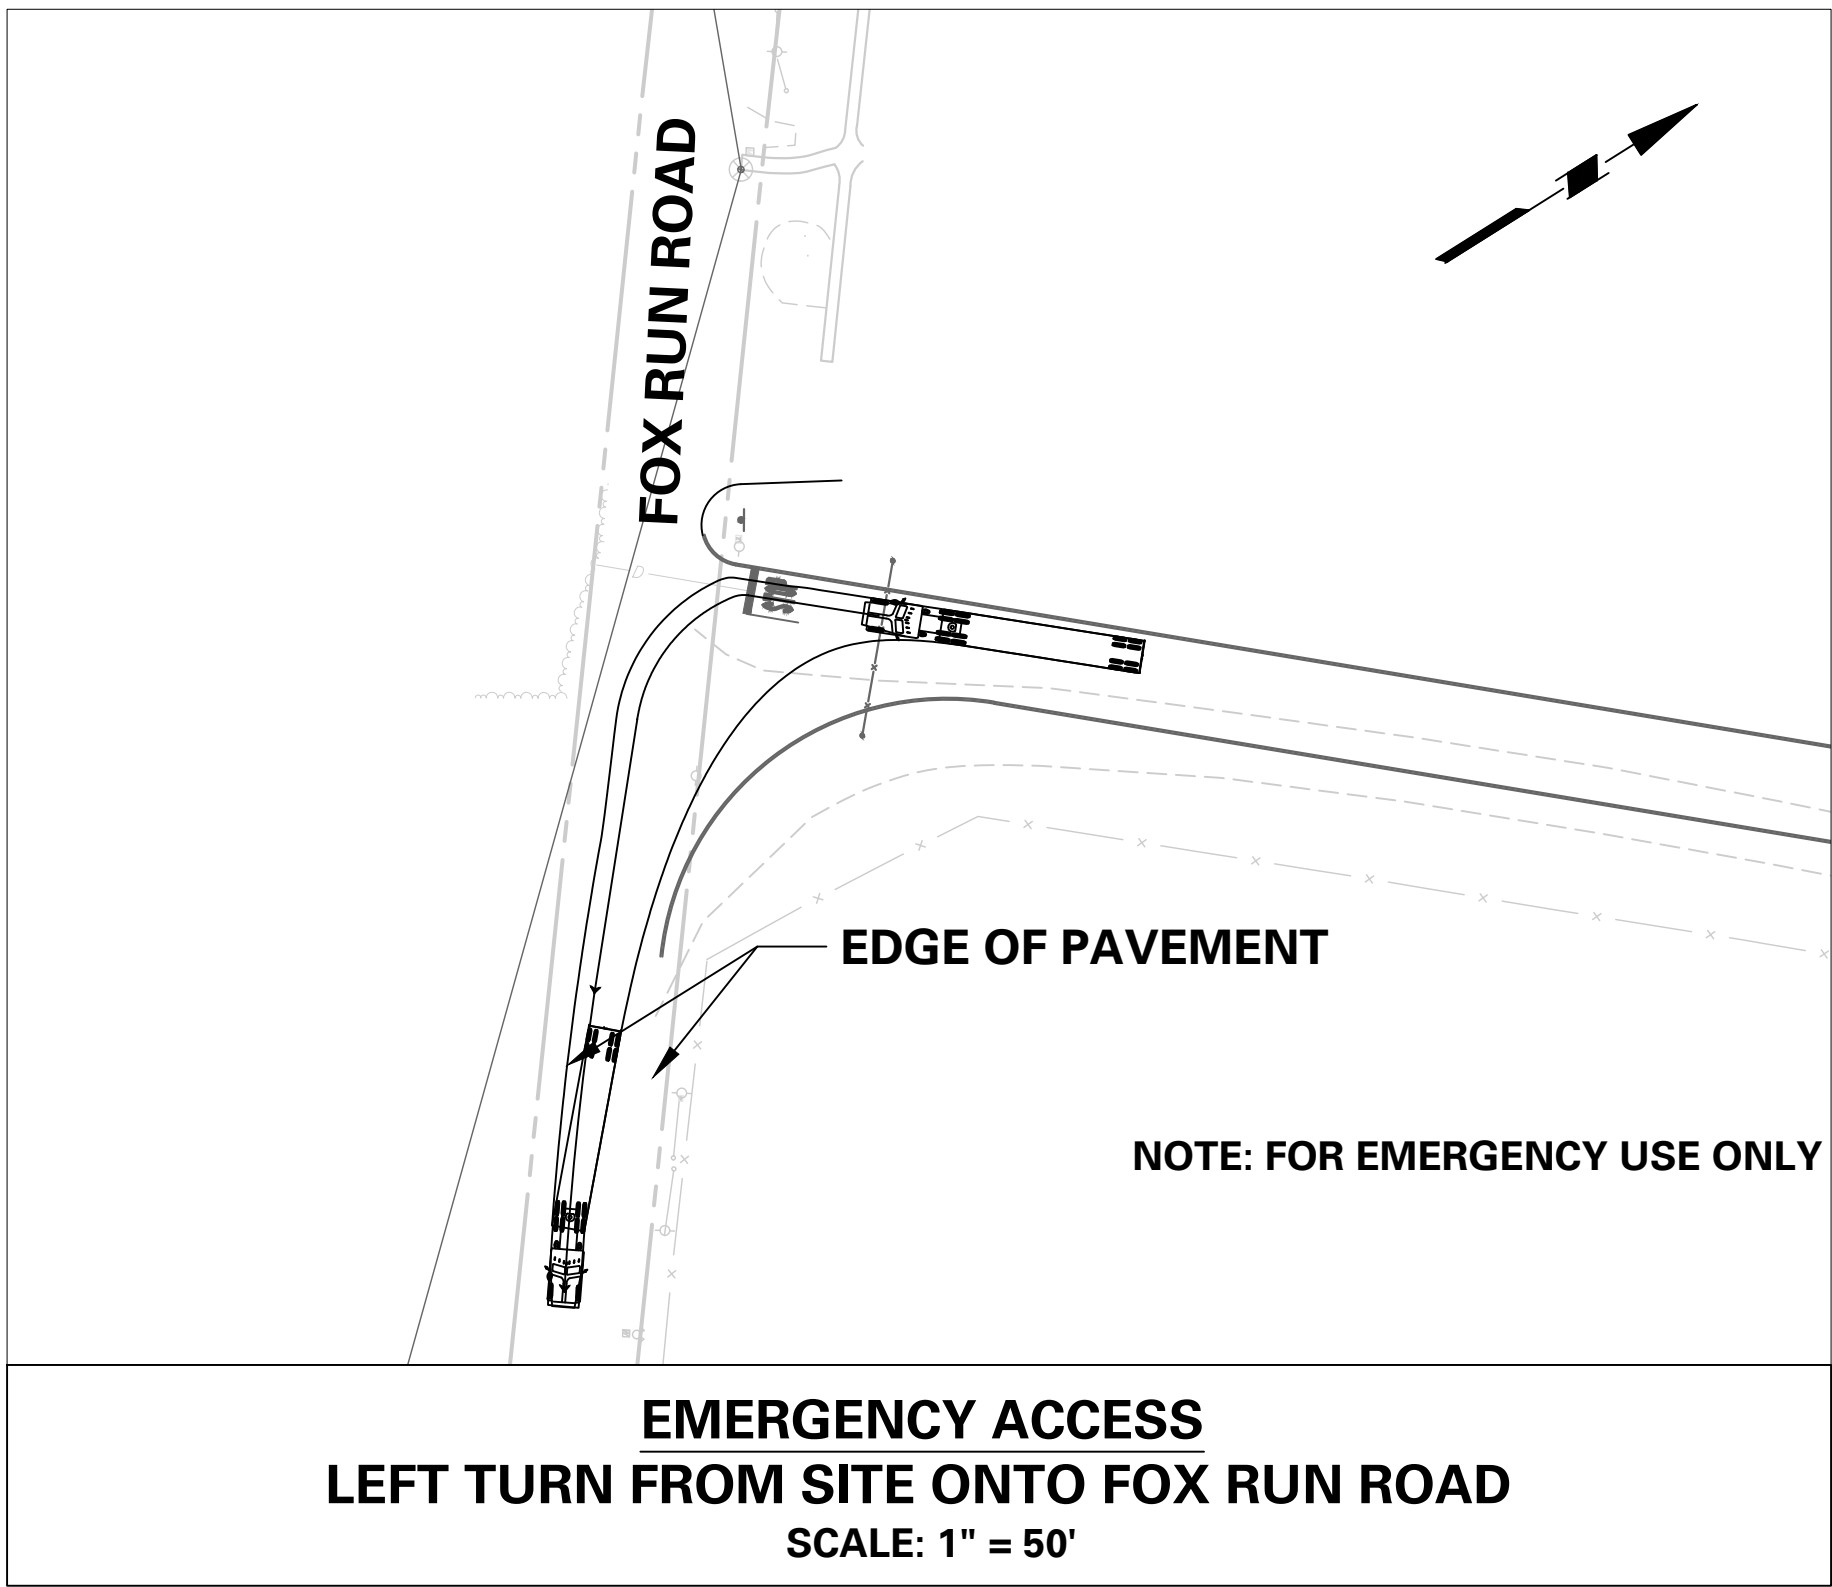 FOX RUN ROAD
EDGE OF PAVEMENT
NOTE: FOR EMERGENCY USE ONLY
EMERGENCY ACCESS
LEFT TURN FROM SITE ONTO FOX RUN ROAD
SCALE: 1" = 50'